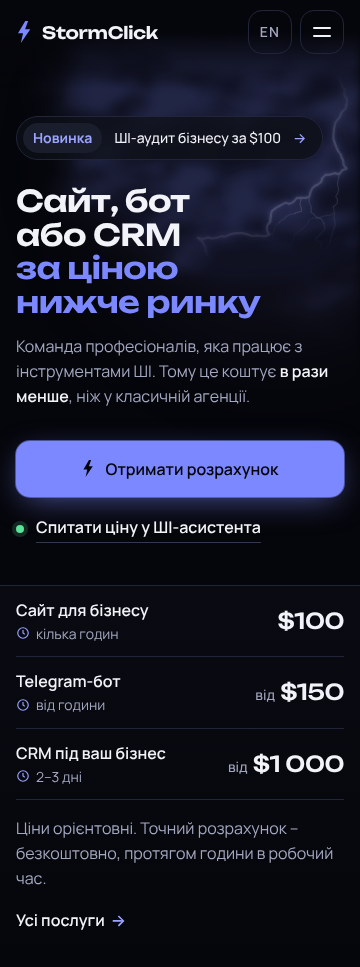 StormClick
EN
Новинка
ШІ-аудит бізнесу за $100 →
Сайт, бот
або CRM
за ціною
нижче ринку
Команда професіоналів, яка працює з
інструментами ШІ. Тому це коштує в рази
менше, ніж у класичній агенції.
Отримати розрахунок
Спитати ціну у ШІ-асистента
Сайт для бізнесу
кілька годин
$100
Telegram-бот
від години
від $150
CRM під ваш бізнес
2–3 дні
від $1 000
Ціни орієнтовні. Точний розрахунок –
безкоштовно, протягом години в робочий
час.
Усі послуги →